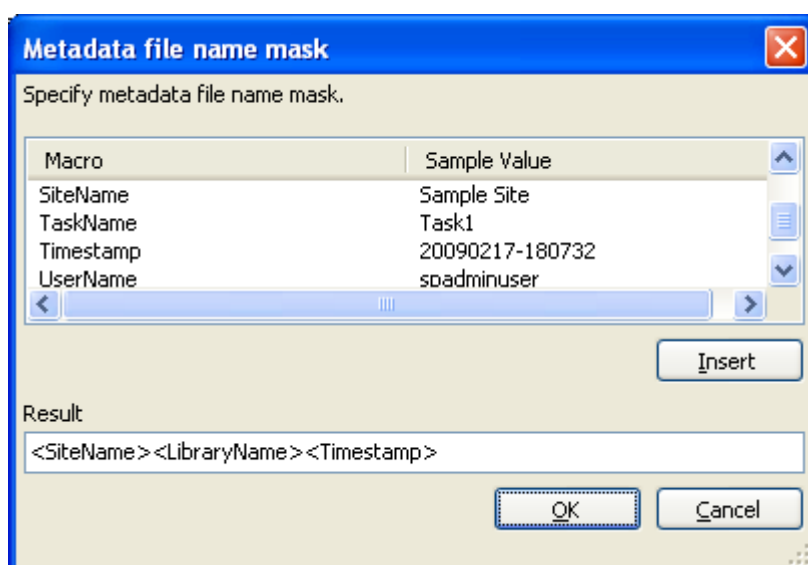 Metadata file name mask
Specify metadata file name mask.
Macro Sample Value
SiteName Sample Site
TaskName Task1
Timestamp 20090217-180732
UserName spadminuser
Insert
Result
<SiteName><LibraryName><Timestamp>
OK Cancel